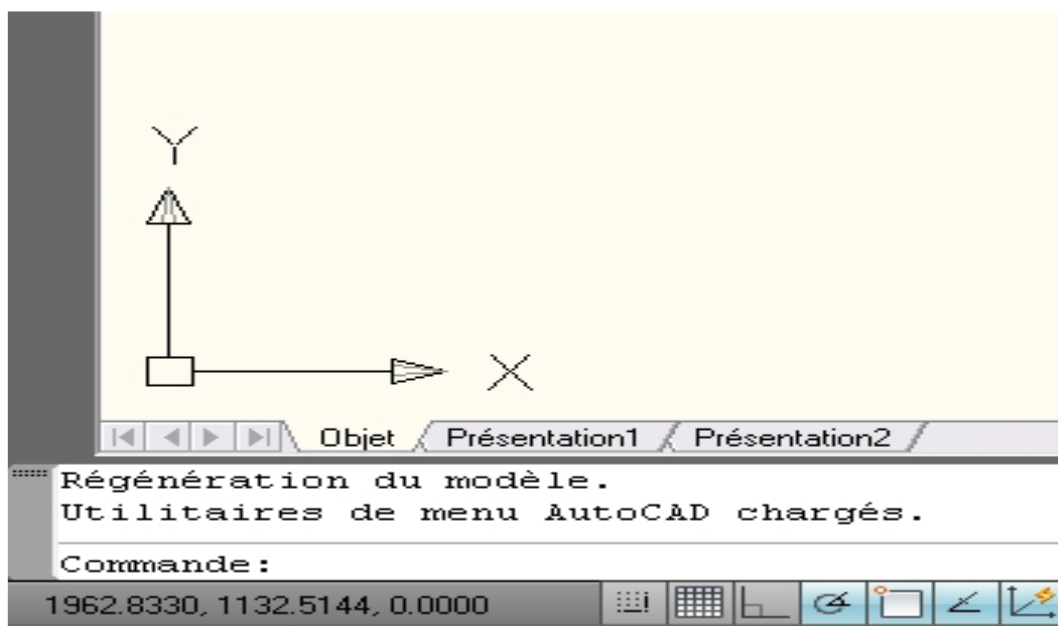 Y
X
Objet Présentation1 Présentation2
Régénération du modèle.
Utilitaires de menu AutoCAD chargés.
Commande:
1962.8330, 1132.5144, 0.0000